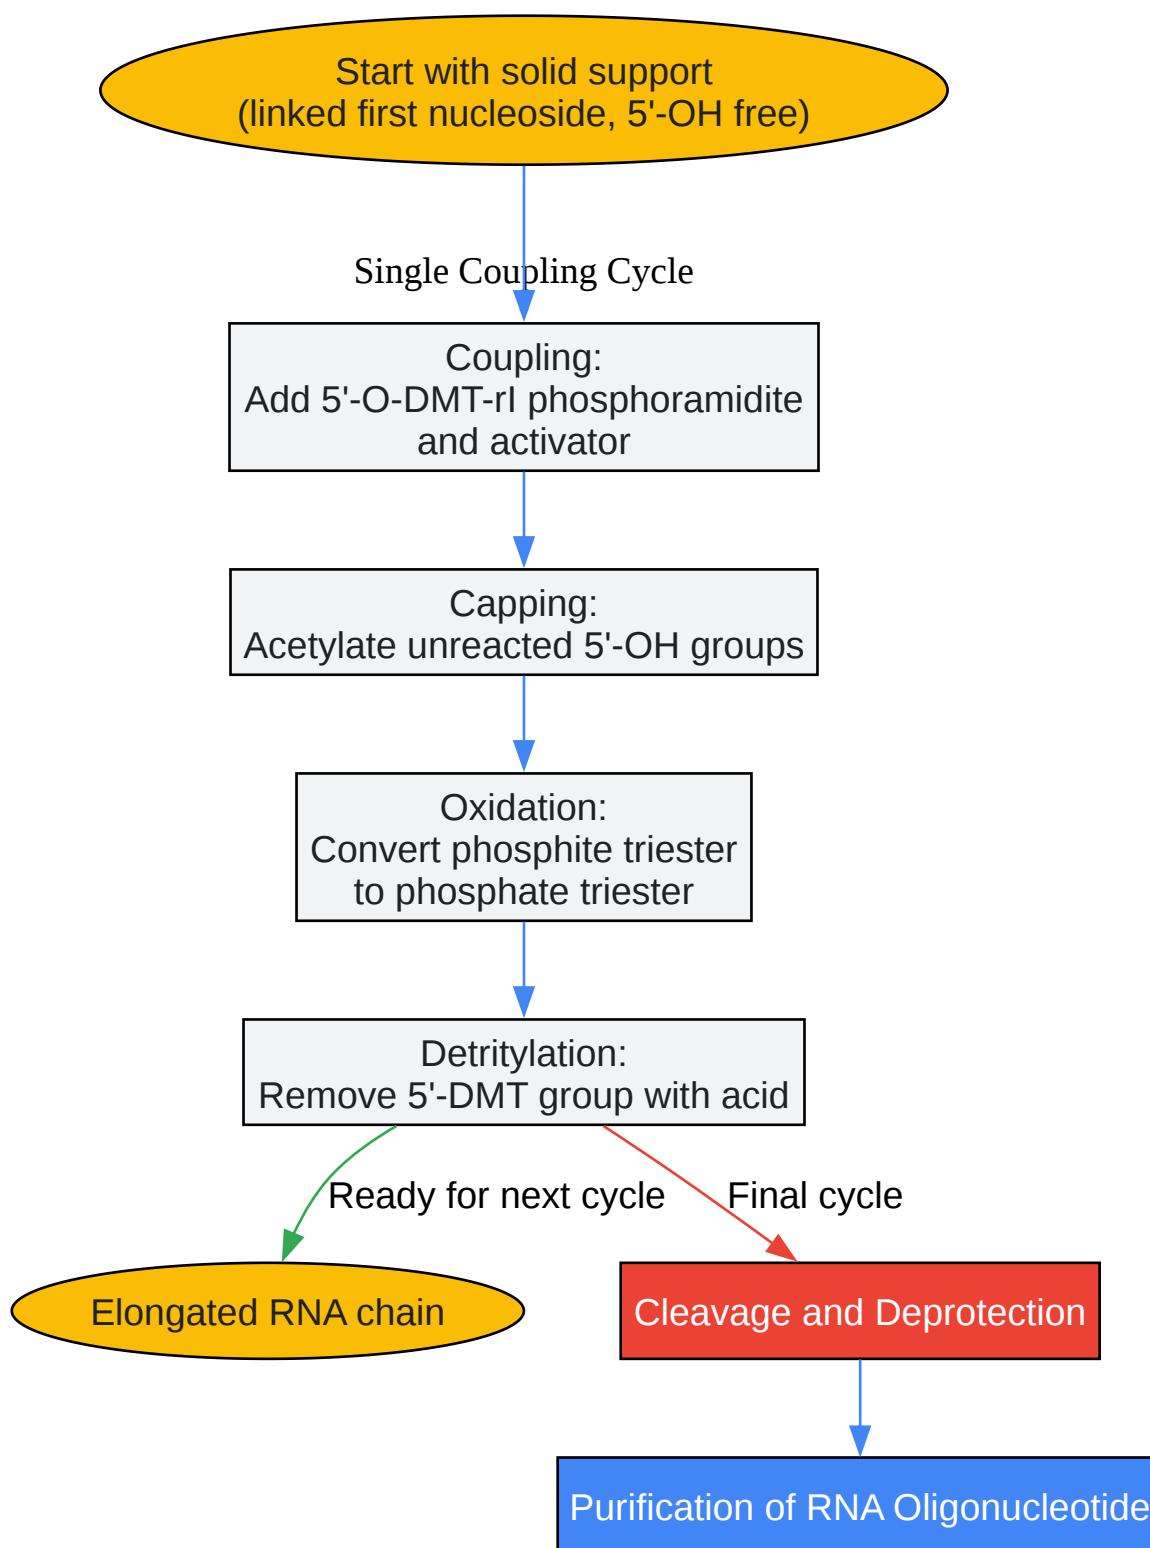 Start with solid support
(linked first nucleoside, 5'-OH free)
Single Coupling Cycle
Coupling:
Add 5'-O-DMT-rI phosphoramidite
and activator
Capping:
Acetylate unreacted 5'-OH groups
Oxidation:
Convert phosphite triester
to phosphate triester
Detritylation:
Remove 5'-DMT group with acid
Ready for next cycle
Final cycle
Elongated RNA chain
Cleavage and Deprotection
Purification of RNA Oligonucleotide